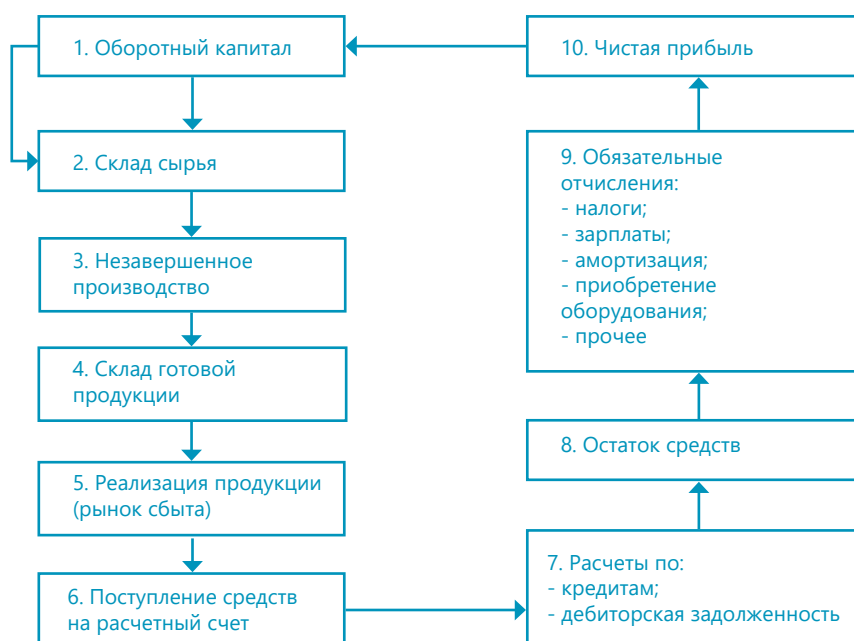 1. Оборотный капитал
2. Склад сырья
3. Незавершенное
производство
4. Склад готовой
продукции
5. Реализация продукции
(рынок сбыта)
6. Поступление средств
на расчетный счет
7. Расчеты по:
- кредитам;
- дебиторская задолженность
8. Остаток средств
9. Обязательные
отчисления:
- налоги;
- зарплаты;
- амортизация;
- приобретение
оборудования;
- прочее
10. Чистая прибыль